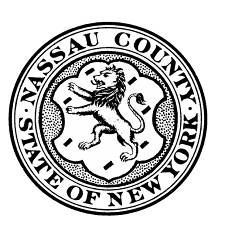 · NASSAU COUNTY ·
STATE OF NEW YORK